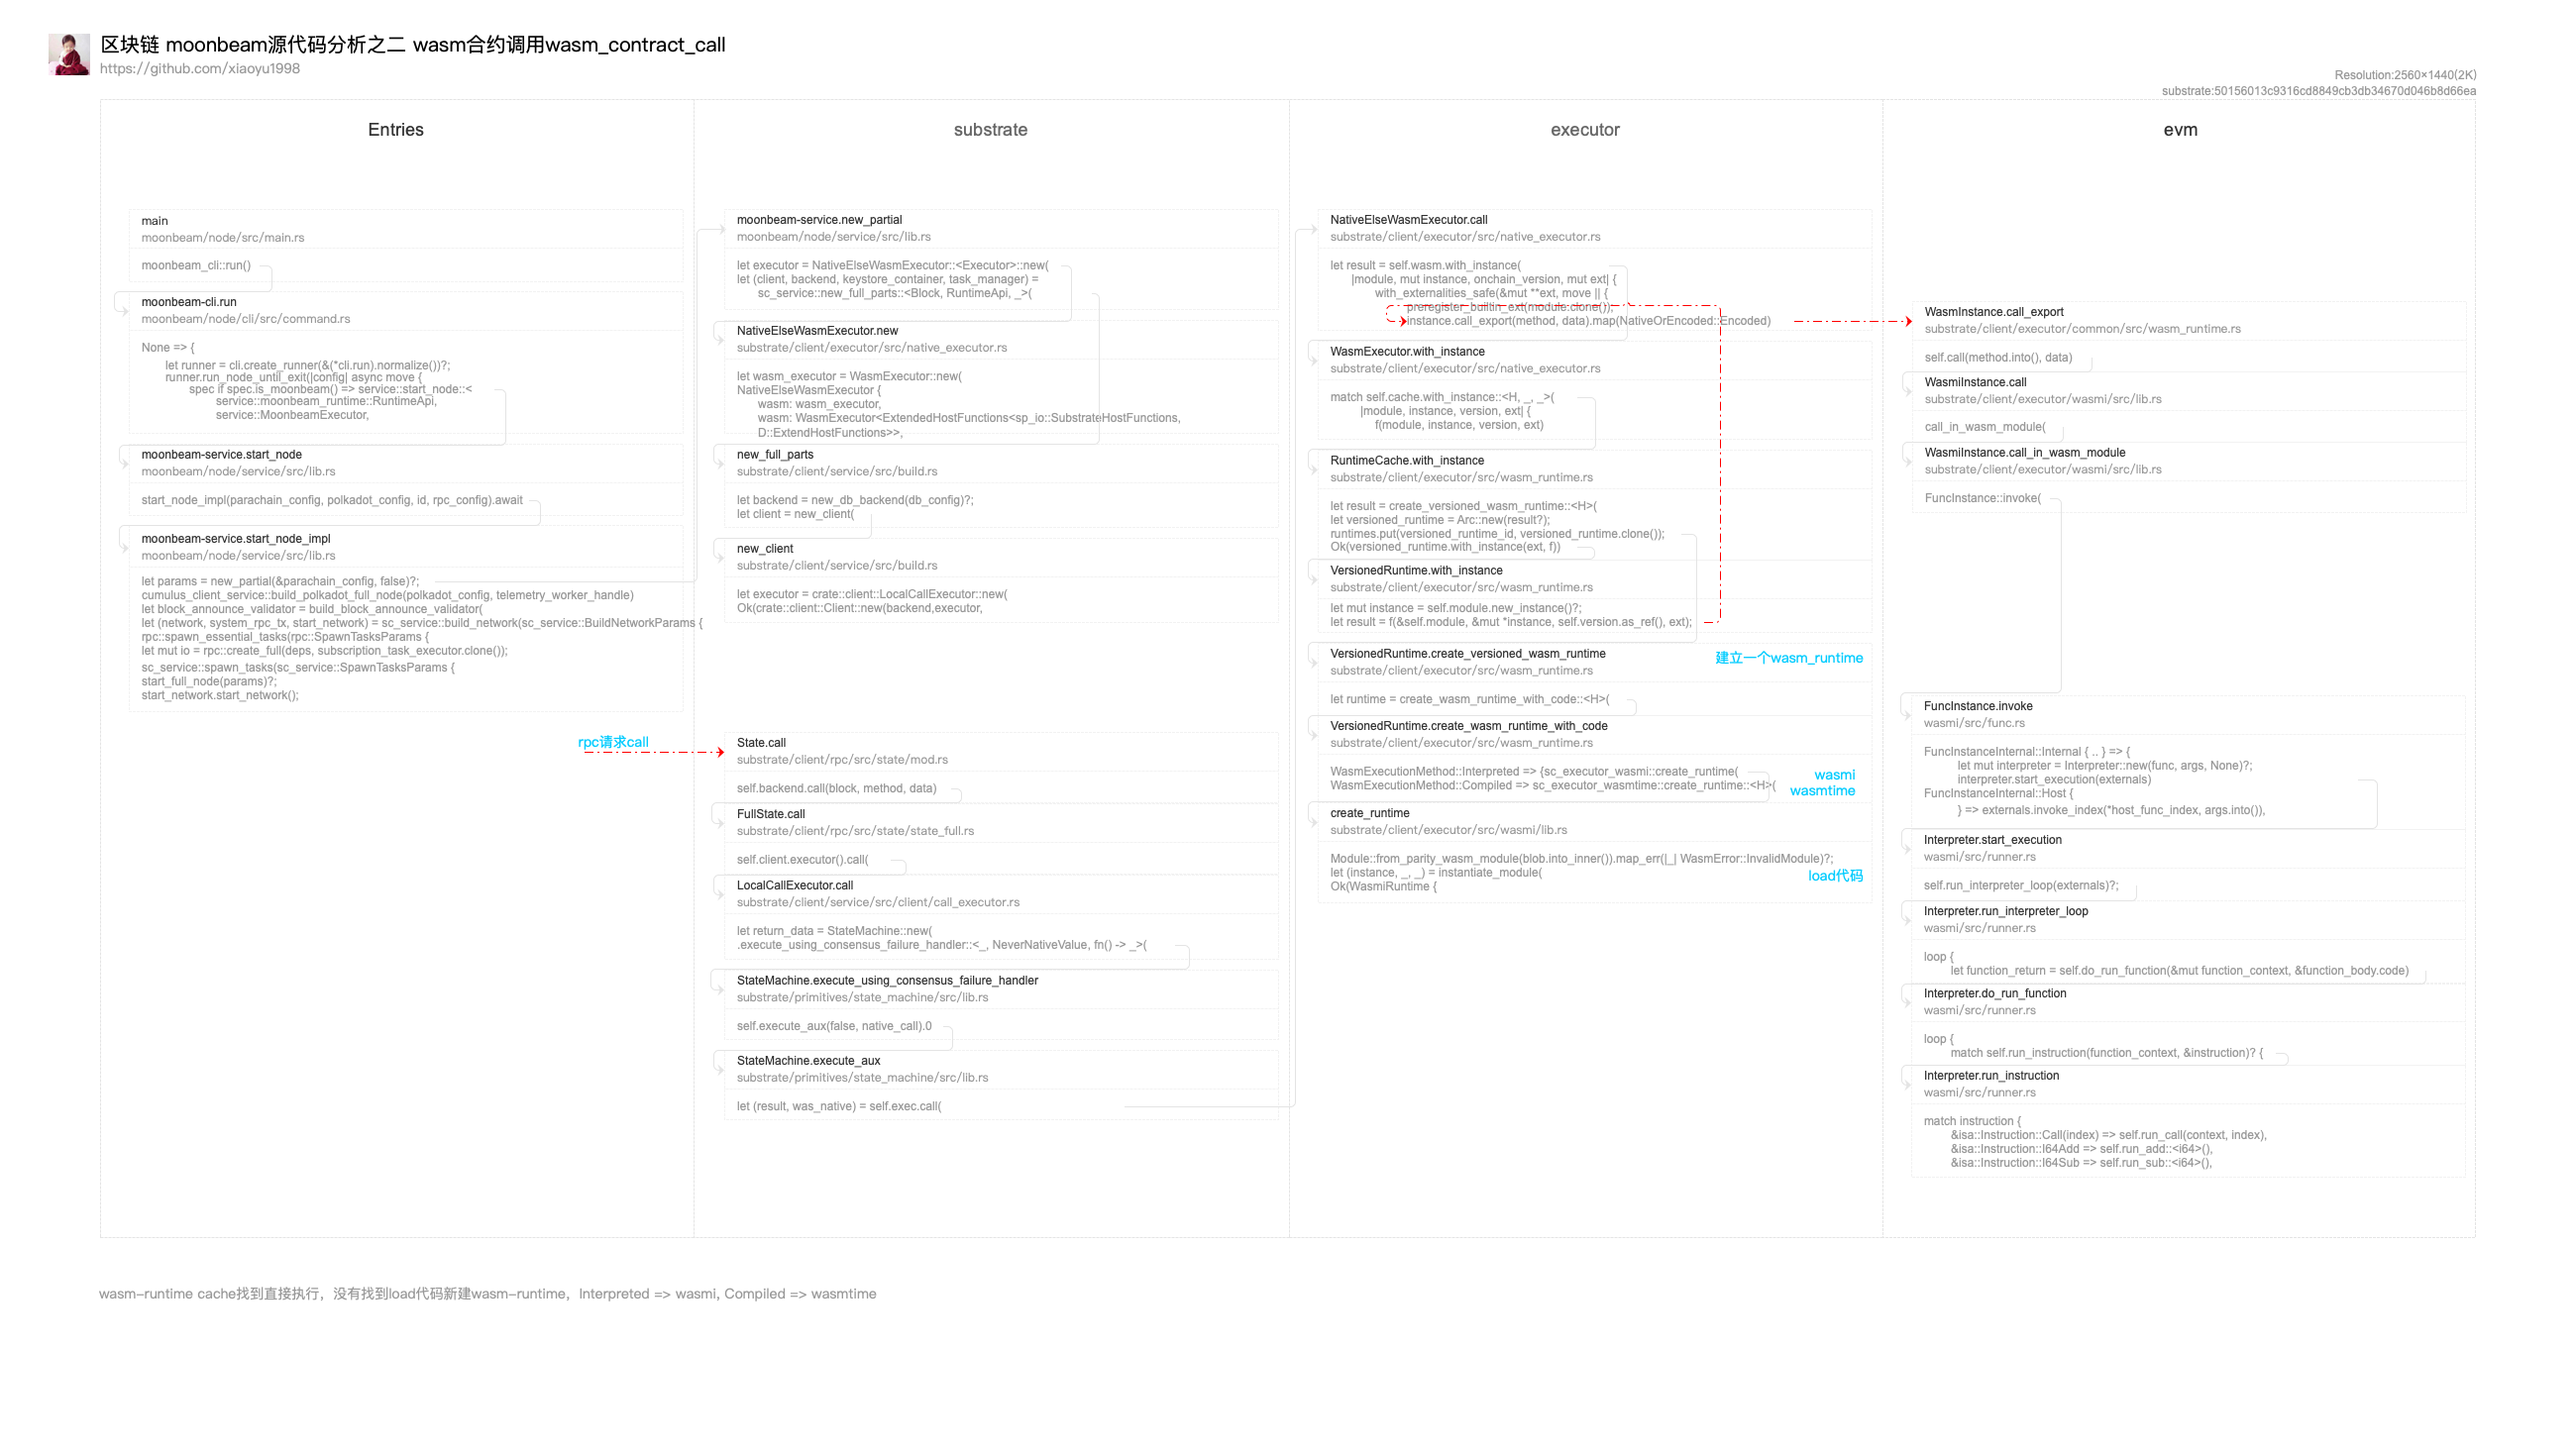 区块链 moonbeam源代码分析之二 wasm合约调用wasm_contract_call
https://github.com/xiaoyu1998
Resolution:2560×1440(2K)
substrate:50156013c9316cd8849cb3db34670d046b8d66ea
Entries
main
moonbeam/node/src/main.rs
moonbeam_cli::run()
moonbeam-cli.run
moonbeam/node/cli/src/command.rs
None => {
let runner = cli.create_runner(&(*cli.run).normalize())?;
runner.run_node_until_exit(|config| async move {
spec if spec.is_moonbeam() => service::start_node::<
service::moonbeam_runtime::RuntimeApi,
service::MoonbeamExecutor,
moonbeam-service.start_node
moonbeam/node/service/src/lib.rs
start_node_impl(parachain_config, polkadot_config, id, rpc_config).await
moonbeam-service.start_node_impl
moonbeam/node/service/src/lib.rs
let params = new_partial(&parachain_config, false)?;
cumulus_client_service::build_polkadot_full_node(polkadot_config, telemetry_worker_handle)
let block_announce_validator = build_block_announce_validator(
let (network, system_rpc_tx, start_network) = sc_service::build_network(sc_service::BuildNetworkParams {
rpc::spawn_essential_tasks(rpc::SpawnTasksParams {
let mut io = rpc::create_full(deps, subscription_task_executor.clone());
sc_service::spawn_tasks(sc_service::SpawnTasksParams {
start_full_node(params)?;
start_network.start_network();
rpc请求call
substrate
moonbeam-service.new_partial
moonbeam/node/service/src/lib.rs
let executor = NativeElseWasmExecutor::<Executor>::new(
let (client, backend, keystore_container, task_manager) =
sc_service::new_full_parts::<Block, RuntimeApi, _>(
NativeElseWasmExecutor.new
substrate/client/executor/src/native_executor.rs
let wasm_executor = WasmExecutor::new(
NativeElseWasmExecutor {
wasm: wasm_executor,
wasm: WasmExecutor<ExtendedHostFunctions<sp_io::SubstrateHostFunctions,
D::ExtendHostFunctions>>,
new_full_parts
substrate/client/service/src/build.rs
let backend = new_db_backend(db_config)?;
let client = new_client(
new_client
substrate/client/service/src/build.rs
let executor = crate::client::LocalCallExecutor::new(
Ok(crate::client::Client::new(backend,executor,
State.call
substrate/client/rpc/src/state/mod.rs
self.backend.call(block, method, data)
FullState.call
substrate/client/rpc/src/state/state_full.rs
self.client.executor().call(
LocalCallExecutor.call
substrate/client/service/src/client/call_executor.rs
let return_data = StateMachine::new(
.execute_using_consensus_failure_handler::<_, NeverNativeValue, fn() -> _>(
StateMachine.execute_using_consensus_failure_handler
substrate/primitives/state_machine/src/lib.rs
self.execute_aux(false, native_call).0
StateMachine.execute_aux
substrate/primitives/state_machine/src/lib.rs
let (result, was_native) = self.exec.call(
executor
NativeElseWasmExecutor.call
substrate/client/executor/src/native_executor.rs
let result = self.wasm.with_instance(
|module, mut instance, onchain_version, mut ext| {
with_externalities_safe(&mut **ext, move || {
preregister_builtin_ext(module.clone());
instance.call_export(method, data).map(NativeOrEncoded::Encoded)
WasmExecutor.with_instance
substrate/client/executor/src/native_executor.rs
match self.cache.with_instance::<H, _, _>(
|module, instance, version, ext| {
f(module, instance, version, ext)
RuntimeCache.with_instance
substrate/client/executor/src/wasm_runtime.rs
let result = create_versioned_wasm_runtime::<H>(
let versioned_runtime = Arc::new(result?);
runtimes.put(versioned_runtime_id, versioned_runtime.clone());
Ok(versioned_runtime.with_instance(ext, f))
VersionedRuntime.with_instance
substrate/client/executor/src/wasm_runtime.rs
let mut instance = self.module.new_instance()?;
let result = f(&self.module, &mut *instance, self.version.as_ref(), ext);
VersionedRuntime.create_versioned_wasm_runtime
建立一个wasm_runtime
substrate/client/executor/src/wasm_runtime.rs
let runtime = create_wasm_runtime_with_code::<H>(
VersionedRuntime.create_wasm_runtime_with_code
substrate/client/executor/src/wasm_runtime.rs
WasmExecutionMethod::Interpreted => {sc_executor_wasmi::create_runtime(
wasmi
WasmExecutionMethod::Compiled => sc_executor_wasmtime::create_runtime::<H>(
wasmtime
create_runtime
substrate/client/executor/src/wasmi/lib.rs
Module::from_parity_wasm_module(blob.into_inner()).map_err(|_| WasmError::InvalidModule)?;
let (instance, _, _) = instantiate_module(
load代码
Ok(WasmiRuntime {
evm
WasmInstance.call_export
substrate/client/executor/common/src/wasm_runtime.rs
self.call(method.into(), data)
WasmiInstance.call
substrate/client/executor/wasmi/src/lib.rs
call_in_wasm_module(
WasmiInstance.call_in_wasm_module
substrate/client/executor/wasmi/src/lib.rs
FuncInstance::invoke(
FuncInstance.invoke
wasmi/src/func.rs
FuncInstanceInternal::Internal { .. } => {
let mut interpreter = Interpreter::new(func, args, None)?;
interpreter.start_execution(externals)
FuncInstanceInternal::Host {
} => externals.invoke_index(*host_func_index, args.into()),
Interpreter.start_execution
wasmi/src/runner.rs
self.run_interpreter_loop(externals)?;
Interpreter.run_interpreter_loop
wasmi/src/runner.rs
loop {
let function_return = self.do_run_function(&mut function_context, &function_body.code)
Interpreter.do_run_function
wasmi/src/runner.rs
loop {
match self.run_instruction(function_context, &instruction)? {
Interpreter.run_instruction
wasmi/src/runner.rs
match instruction {
&isa::Instruction::Call(index) => self.run_call(context, index),
&isa::Instruction::I64Add => self.run_add::<i64>(),
&isa::Instruction::I64Sub => self.run_sub::<i64>(),
wasm-runtime cache找到直接执行，没有找到load代码新建wasm-runtime，Interpreted => wasmi, Compiled => wasmtime